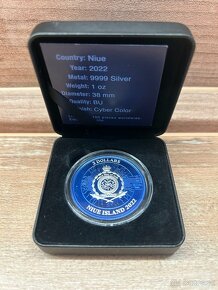 Country: Niue
Year: 2022
Metal: 9999 Silver
Weight: 1 oz
Diameter: 38 mm
Quality: BU
Cyber Color
2 DOLLARS
NIUE ISLAND 2022